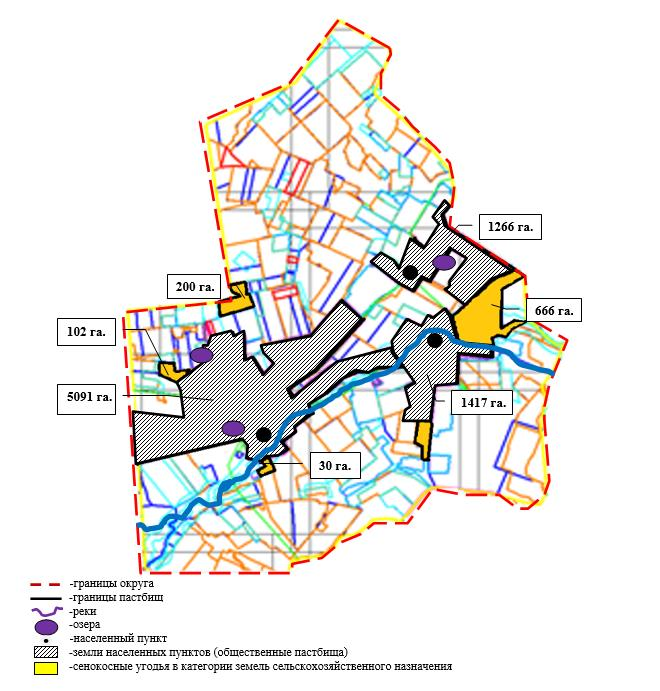 1266 га.
200 га.
666 га.
102 га.
5091 га.
1417 га.
30 га.
-границы округа
-границы пастбищ
-реки
-озера
-населенный пункт
-земли населенных пунктов (общественные пастбища)
-сенокосные угодья в категории земель сельскохозяйственного назначения